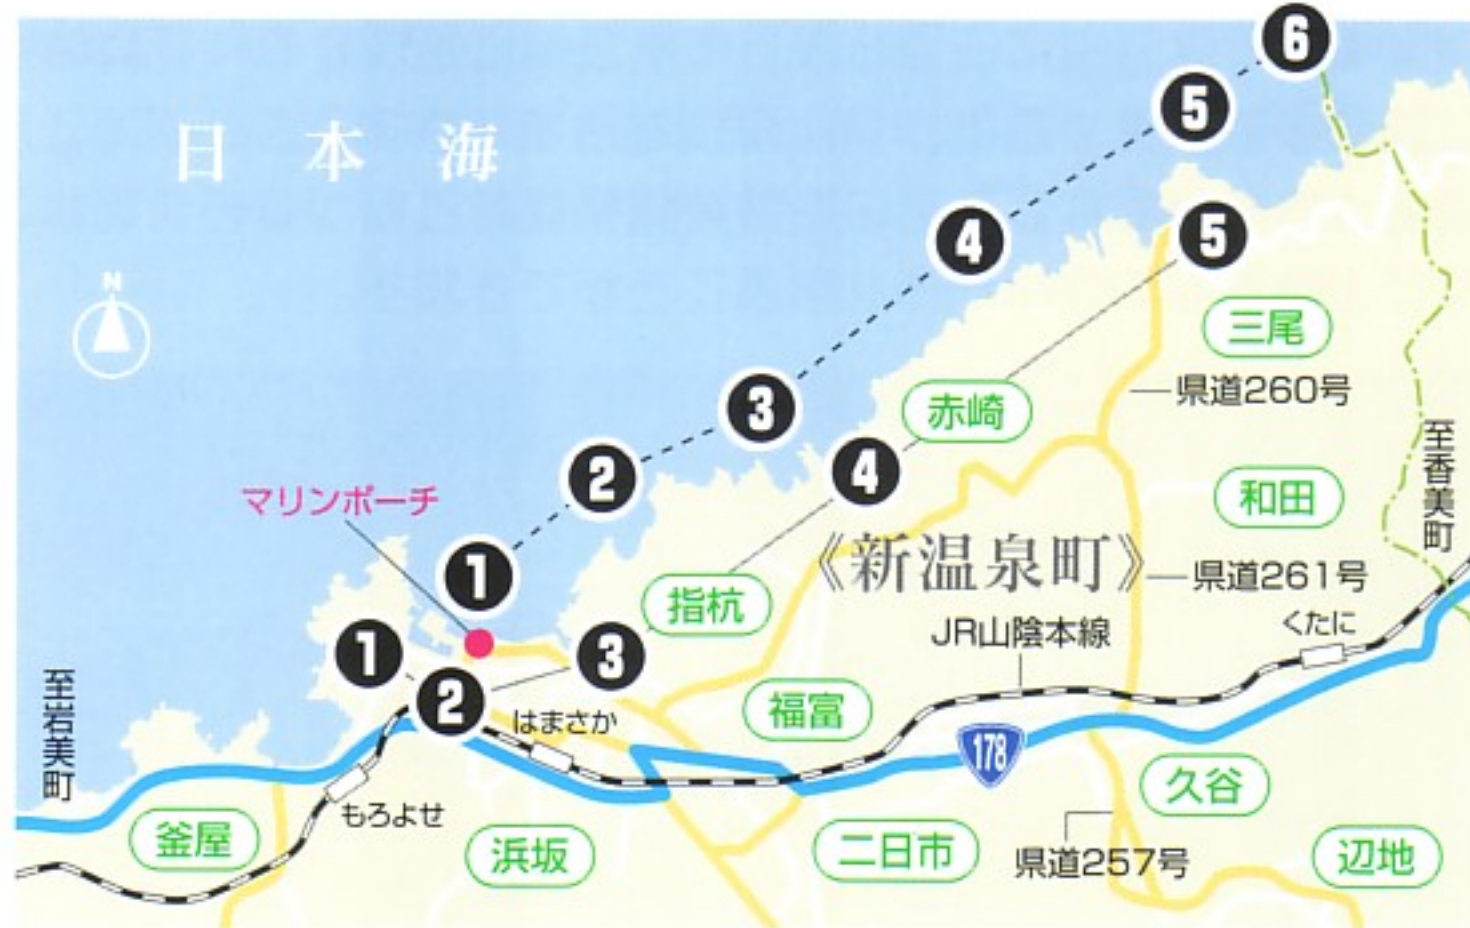 6
5
日本海
4
5
N
三尾
県道260号
赤崎
3
至香美町
4
2
マリンポーチ
和田
《新温泉町》
1
県道261号
指杭
くたに
JR山陰本線
1
3
至岩美町
2
はまさか
福富
178
久谷
もろよせ
釜屋
浜坂
二日市
県道257号
辺地